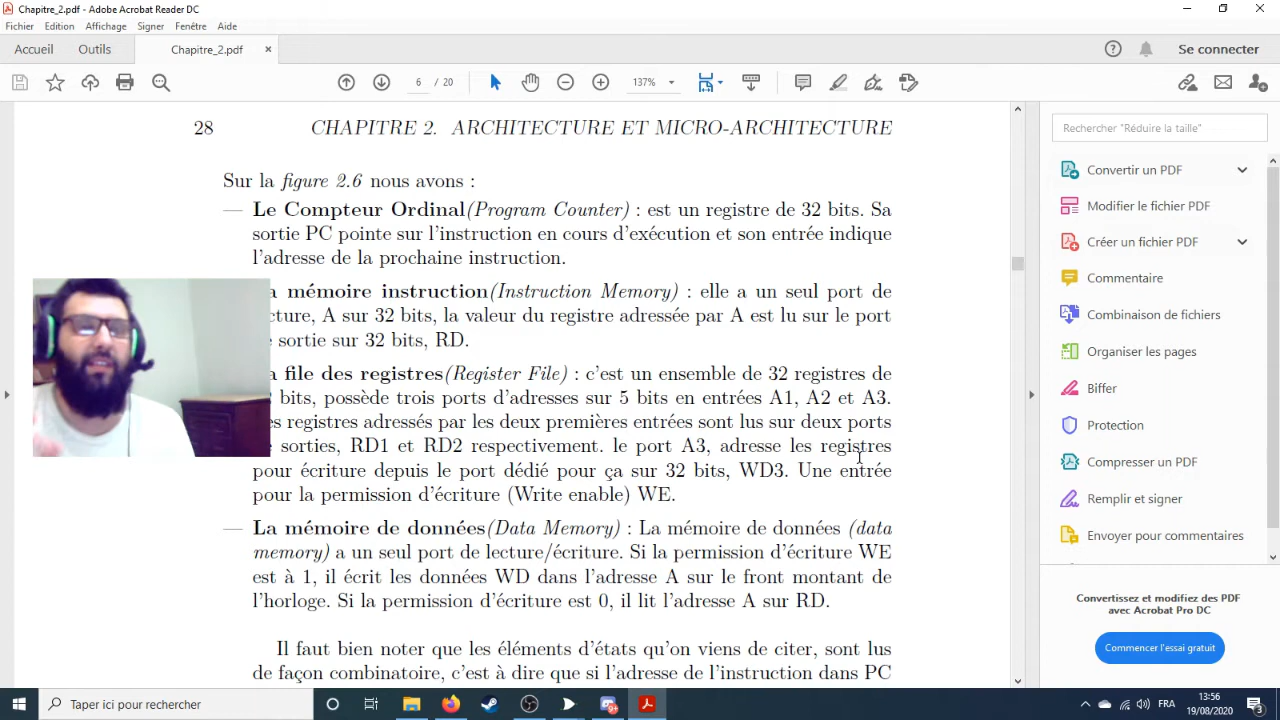 Chapitre_2.pdf - Adobe Acrobat Reader DC
Fichier Edition Affichage Signer Fenêtre Aide
Accueil Outils Chapitre_2.pdf × Se connecter
6 / 20 137%
28 CHAPITRE 2. ARCHITECTURE ET MICRO-ARCHITECTURE
Sur la figure 2.6 nous avons :
— Le Compteur Ordinal(Program Counter) : est un registre de 32 bits. Sa
sortie PC pointe sur l'instruction en cours d'exécution et son entrée indique
l'adresse de la prochaine instruction.
a mémoire instruction(Instruction Memory) : elle a un seul port de
cture, A sur 32 bits, la valeur du registre adressée par A est lu sur le port
sortie sur 32 bits, RD.
a file des registres(Register File) : c'est un ensemble de 32 registres de
bits, possède trois ports d'adresses sur 5 bits en entrées A1, A2 et A3.
es registres adressés par les deux premières entrées sont lus sur deux ports
sorties, RD1 et RD2 respectivement. le port A3, adresse les registres
pour écriture depuis le port dédié pour ça sur 32 bits, WD3. Une entrée
pour la permission d'écriture (Write enable) WE.
— La mémoire de données(Data Memory) : La mémoire de données (data
memory) a un seul port de lecture/écriture. Si la permission d'écriture WE
est à 1, il écrit les données WD dans l'adresse A sur le front montant de
l'horloge. Si la permission d'écriture est 0, il lit l'adresse A sur RD.
Il faut bien noter que les éléments d'états qu'on viens de citer, sont lus
de façon combinatoire, c'est à dire que si l'adresse de l'instruction dans PC
Rechercher "Réduire la taille"
Convertir un PDF
Modifier le fichier PDF
Créer un fichier PDF
Commentaire
Combinaison de fichiers
Organiser les pages
Biffer
Protection
Compresser un PDF
Remplir et signer
Envoyer pour commentaires
Convertissez et modifiez des PDF
avec Acrobat Pro DC
Commencer l'essai gratuit
Taper ici pour rechercher
FRA
13:56
19/08/2020
3